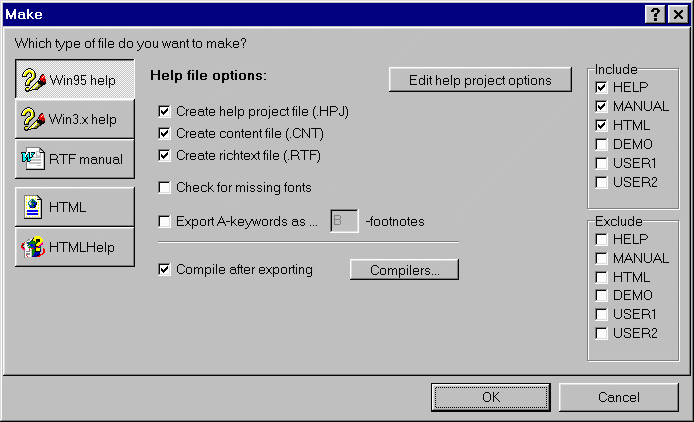 Make
Which type of file do you want to make?
Win95 help
Win3.x help
RTF manual
HTML
HTMLHelp
Help file options:
Edit help project options
Create help project file (.HPJ)
Create content file (.CNT)
Create richtext file (.RTF)
Check for missing fonts
Export A-keywords as ... B -footnotes
Compile after exporting
Compilers...
Include
HELP
MANUAL
HTML
DEMO
USER1
USER2
Exclude
HELP
MANUAL
HTML
DEMO
USER1
USER2
OK
Cancel